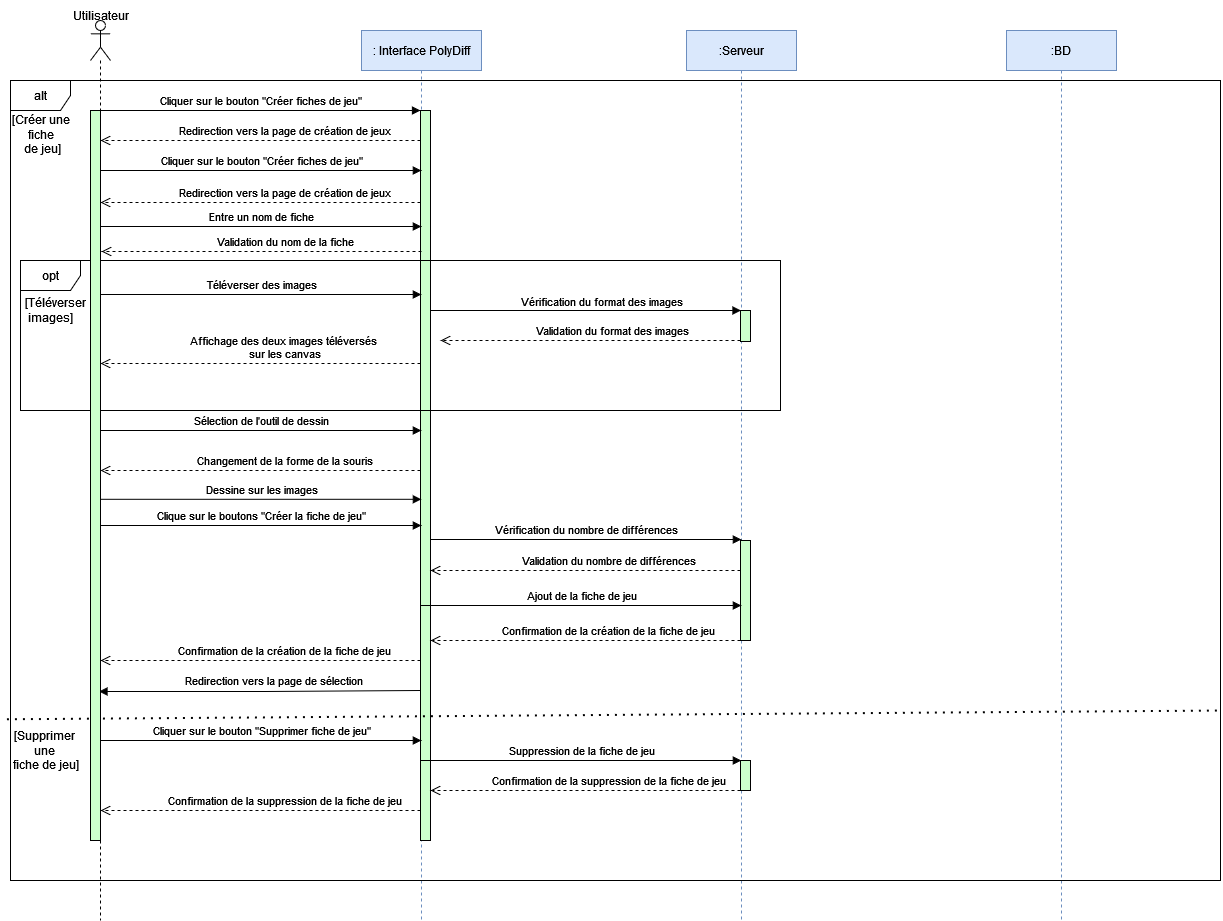 Utilisateur
: Interface PolyDiff
:Serveur
:BD
alt
[Créer une
fiche
de jeu]
Cliquer sur le bouton "Créer fiches de jeu"
Redirection vers la page de création de jeux
Cliquer sur le bouton "Créer fiches de jeu"
Redirection vers la page de création de jeux
Entre un nom de fiche
Validation du nom de la fiche
opt
[Téléverser
images]
Téléverser des images
Vérification du format des images
Validation du format des images
Affichage des deux images téléversés
sur les canvas
Sélection de l'outil de dessin
Changement de la forme de la souris
Dessine sur les images
Clique sur le boutons "Créer la fiche de jeu"
Vérification du nombre de différences
Validation du nombre de différences
Ajout de la fiche de jeu
Confirmation de la création de la fiche de jeu
Confirmation de la création de la fiche de jeu
Redirection vers la page de sélection
[Supprimer
une
fiche de jeu]
Cliquer sur le bouton "Supprimer fiche de jeu"
Suppression de la fiche de jeu
Confirmation de la suppression de la fiche de jeu
Confirmation de la suppression de la fiche de jeu